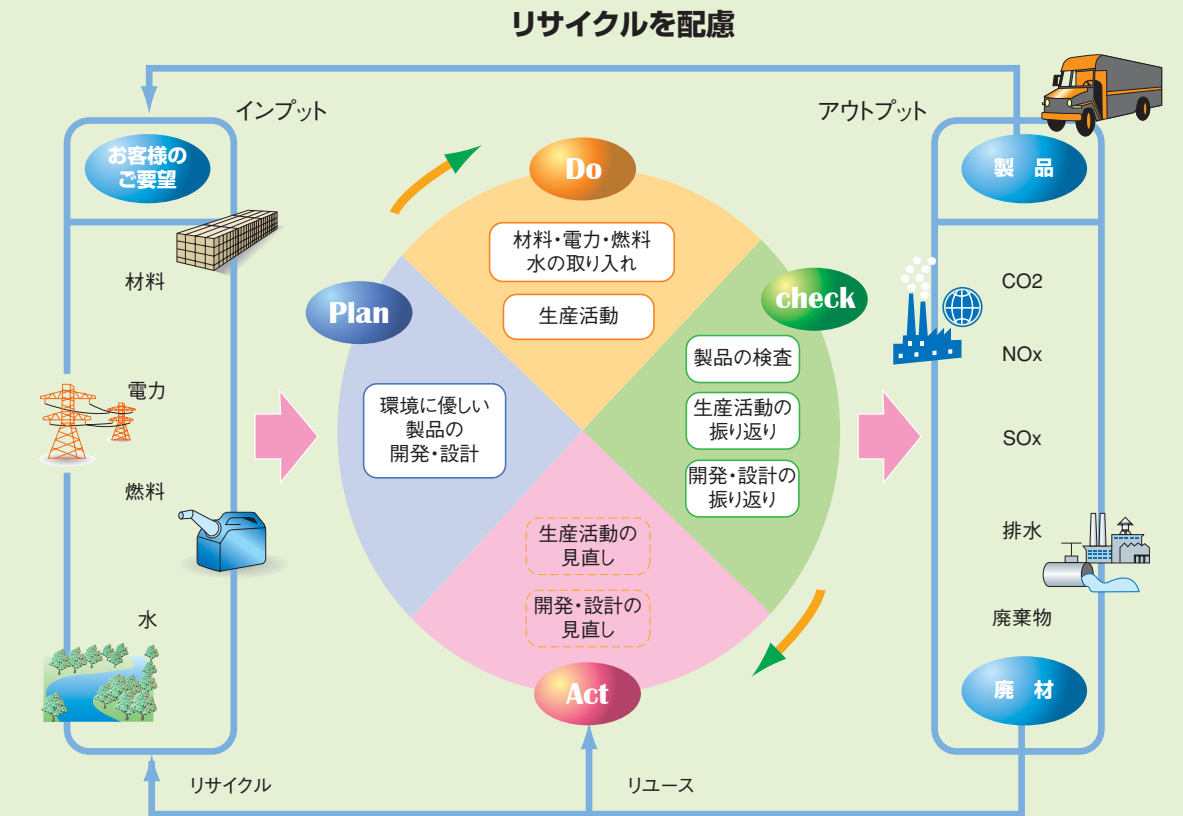 リサイクルを配慮
インプット
アウトプット
お客様の
ご要望
材料
電力
燃料
水
Plan
環境に優しい
製品の
開発・設計
Do
材料・電力・燃料
水の取り入れ
生産活動
check
製品の検査
生産活動の
振り返り
開発・設計の
振り返り
Act
生産活動の
見直し
開発・設計の
見直し
製 品
CO2
NOx
SOx
排水
廃棄物
廃 材
リサイクル
リユース